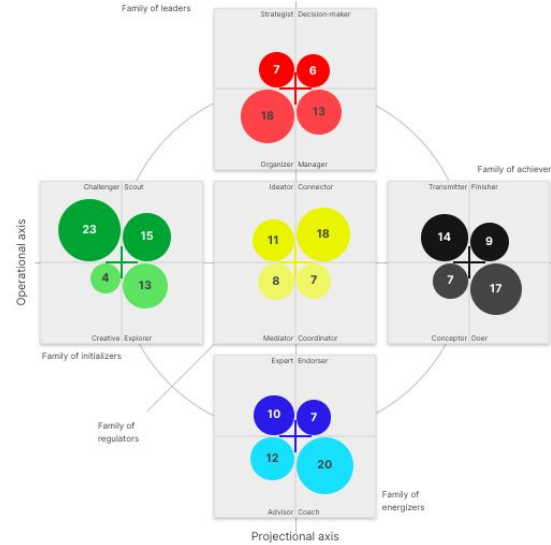 Family of leaders
Strategist Decision-maker
7 6
18 13
Organizer Manager
Family of achiever
Challenger Scout
23 15
4 13
Creative Explorer
Ideator Connector
11 18
8 7
Mediator Coordinator
Transmitter Finisher
14 9
7 17
Conceptor Doer
Operational axis
Family of initializers
Family of
regulators
Expert Endorser
10 7
12 20
Advisor Coach
Family of
energizers
Projectional axis